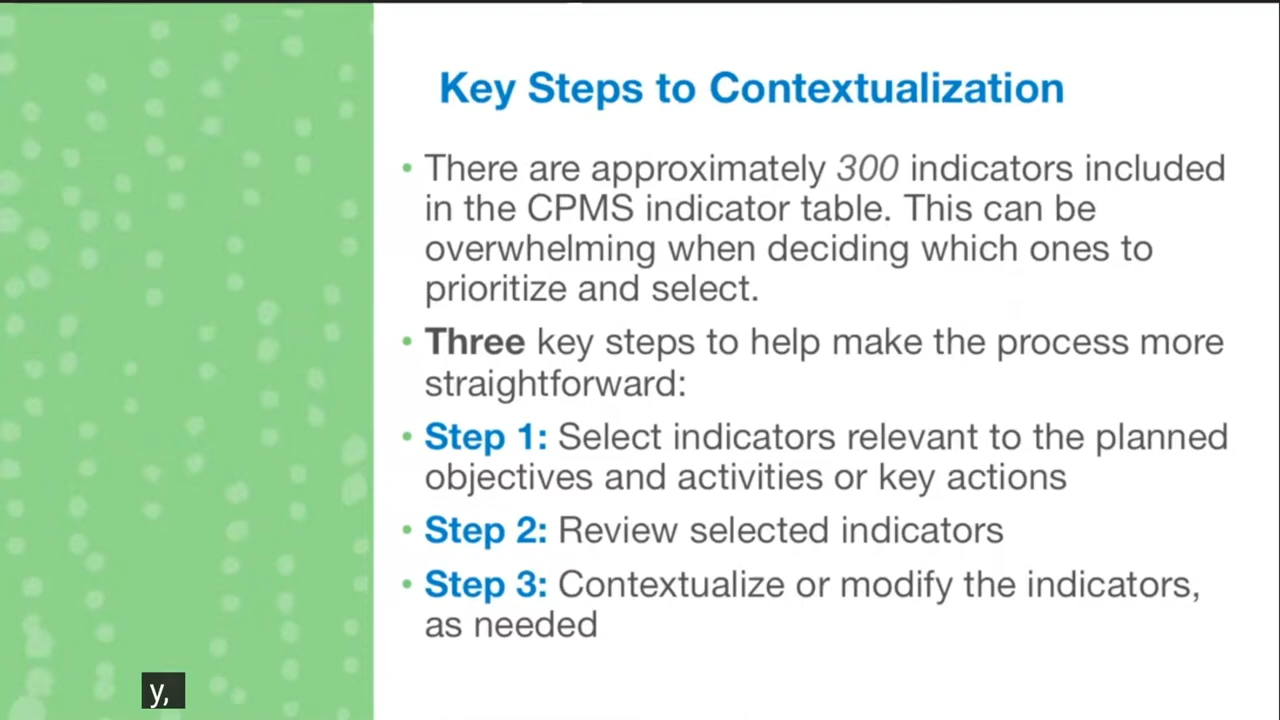 Key Steps to Contextualization
• There are approximately 300 indicators included
in the CPMS indicator table. This can be
overwhelming when deciding which ones to
prioritize and select.
• Three key steps to help make the process more
straightforward:
• Step 1: Select indicators relevant to the planned
objectives and activities or key actions
• Step 2: Review selected indicators
• Step 3: Contextualize or modify the indicators,
as needed
y,